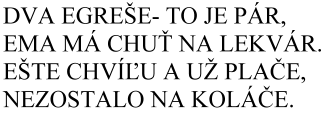 DVA EGREŠE- TO JE PÁR,
EMA MÁ CHUŤ NA LEKVÁR.
EŠTE CHVÍĽU A UŽ PLAČE,
NEZOSTALO NA KOLÁČE.